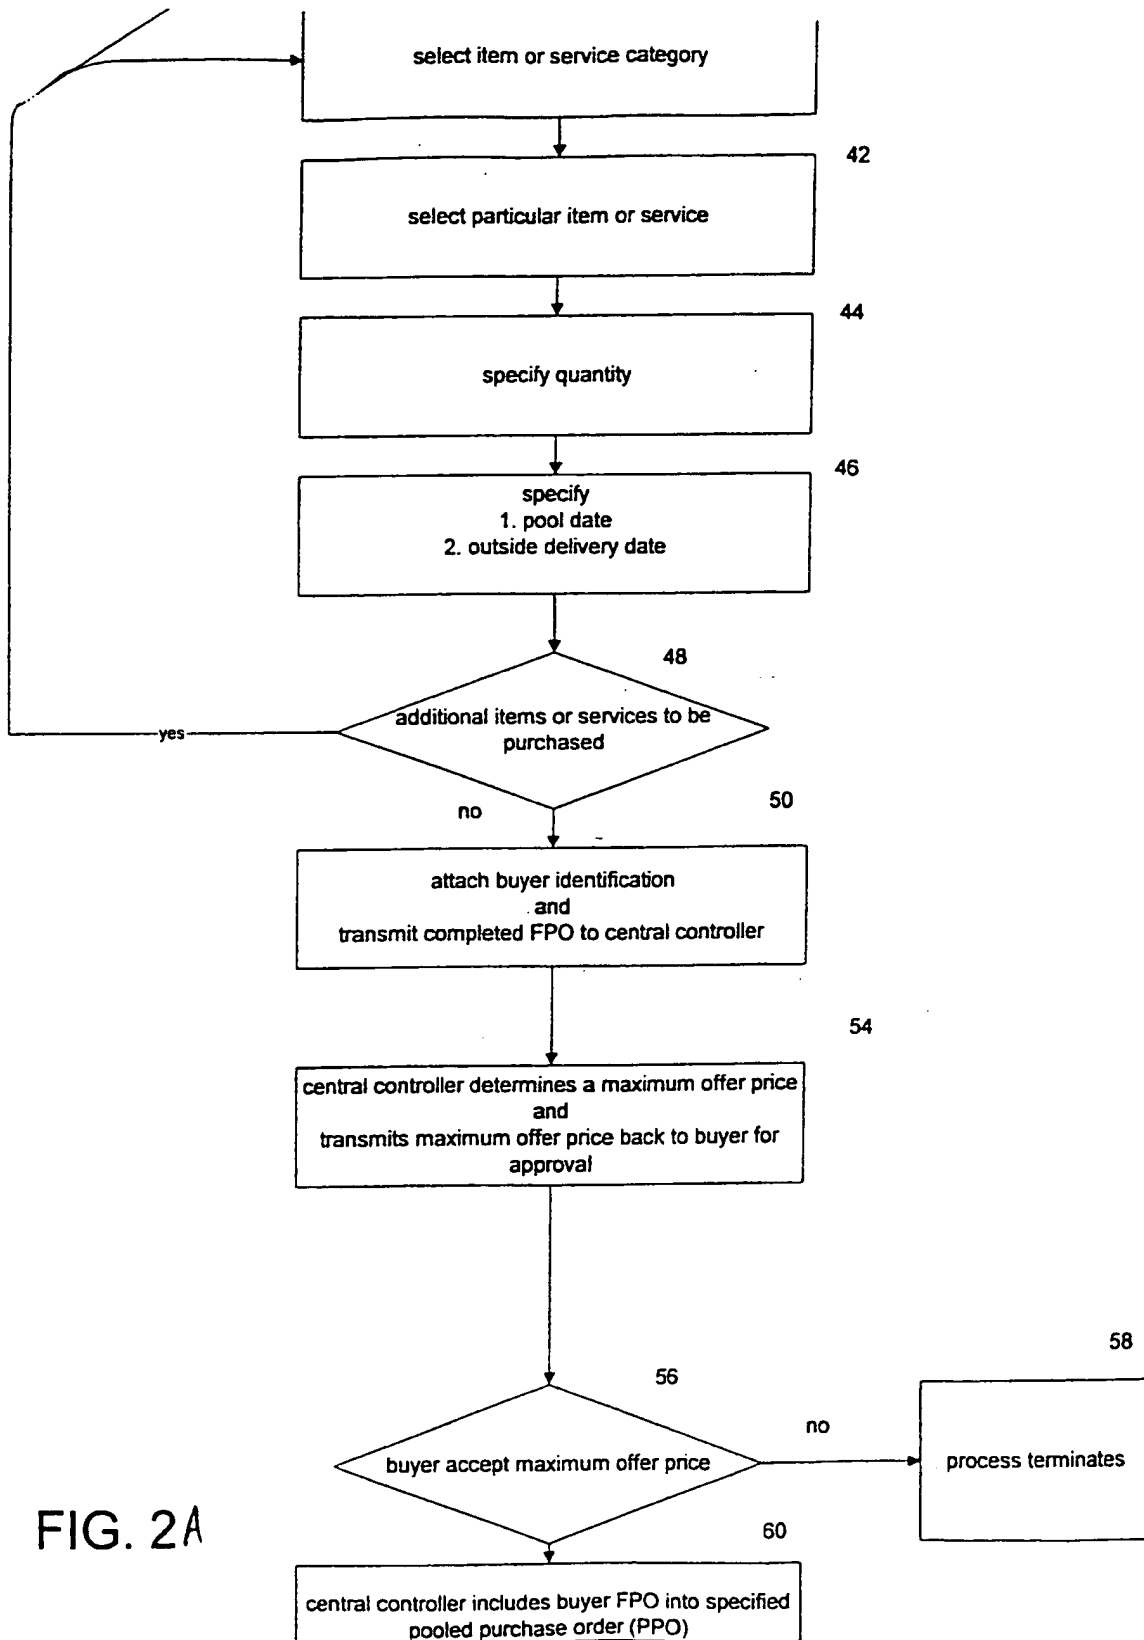 select item or service category
42
select particular item or service
44
specify quantity
46
specify
1. pool date
2. outside delivery date
48
additional items or services to be
purchased
yes
no
50
attach buyer identification
and
transmit completed FPO to central controller
54
central controller determines a maximum offer price
and
transmits maximum offer price back to buyer for
approval
56
buyer accept maximum offer price
no
58
process terminates
60
central controller includes buyer FPO into specified
pooled purchase order (PPO)
FIG. 2A